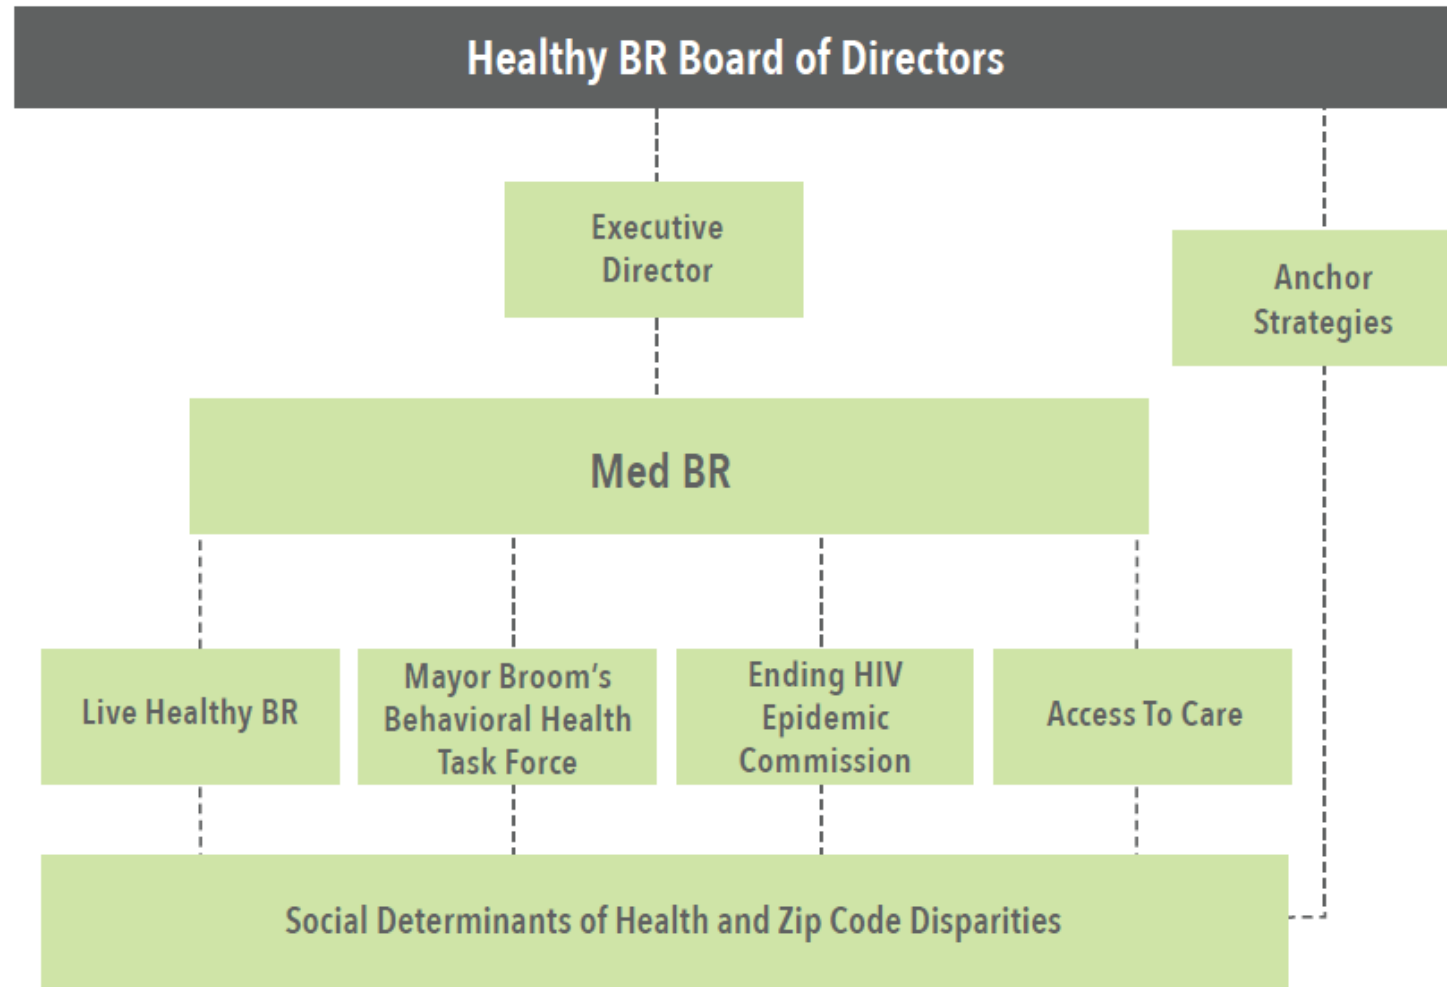 Healthy BR Board of Directors
Executive
Director
Anchor
Strategies
Med BR
Live Healthy BR
Mayor Broom’s
Behavioral Health
Task Force
Ending HIV
Epidemic
Commission
Access To Care
Social Determinants of Health and Zip Code Disparities